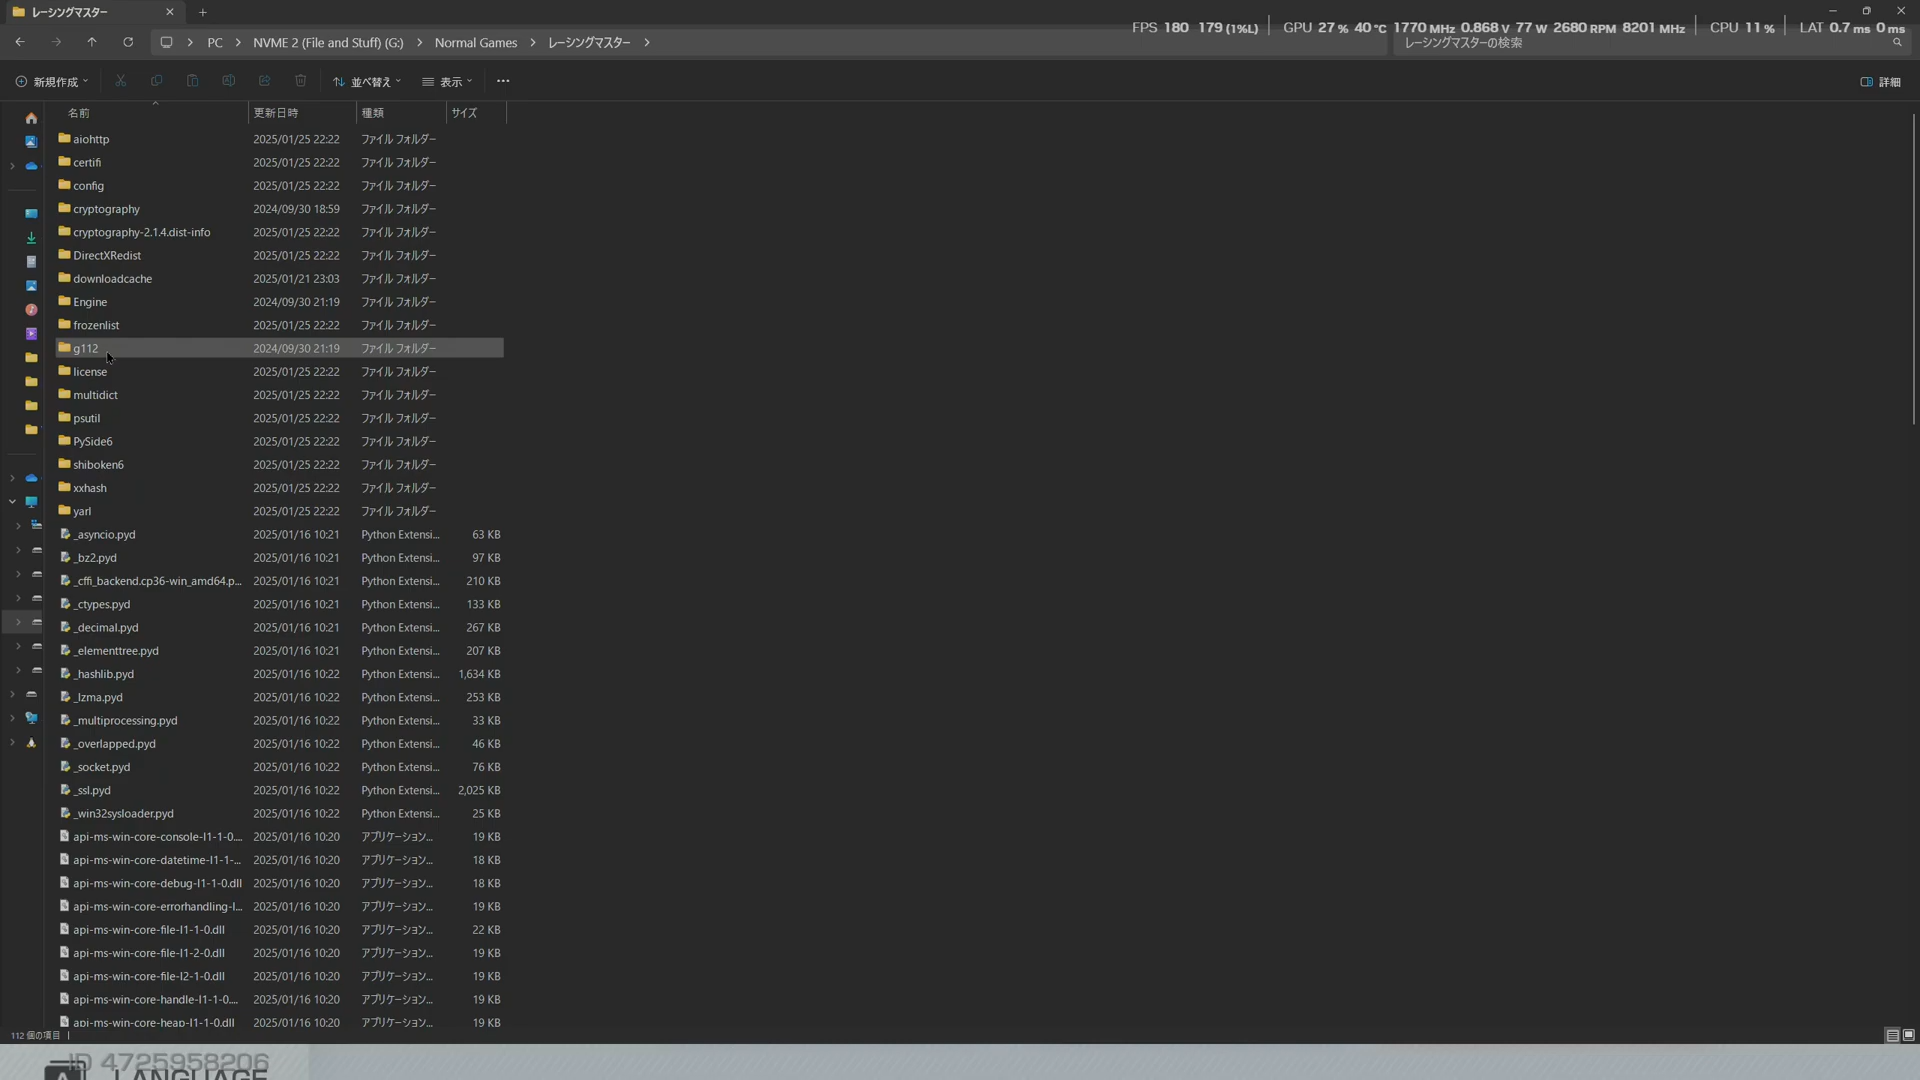 レーシングマスター
FPS 180 179 (1%L) GPU 27 % 40 °C 1770 MHz 0.868 V 77 W 2680 RPM 8201 MHz CPU 11 % LAT 0.7 ms 0 ms
PC NVME 2 (File and Stuff) (G:) Normal Games レーシングマスター レーシングマスターの検索
新規作成 並べ替え 表示 詳細
名前 更新日時 種類 サイズ
aiohttp 2025/01/25 22:22 ファイル フォルダー
certifi 2025/01/25 22:22 ファイル フォルダー
config 2025/01/25 22:22 ファイル フォルダー
cryptography 2024/09/30 18:59 ファイル フォルダー
cryptography-2.1.4.dist-info 2025/01/25 22:22 ファイル フォルダー
DirectXRedist 2025/01/25 22:22 ファイル フォルダー
downloadcache 2025/01/21 23:03 ファイル フォルダー
Engine 2024/09/30 21:19 ファイル フォルダー
frozenlist 2025/01/25 22:22 ファイル フォルダー
g112 2024/09/30 21:19 ファイル フォルダー
license 2025/01/25 22:22 ファイル フォルダー
multidict 2025/01/25 22:22 ファイル フォルダー
psutil 2025/01/25 22:22 ファイル フォルダー
PySide6 2025/01/25 22:22 ファイル フォルダー
shiboken6 2025/01/25 22:22 ファイル フォルダー
xxhash 2025/01/25 22:22 ファイル フォルダー
yarl 2025/01/25 22:22 ファイル フォルダー
_asyncio.pyd 2025/01/16 10:21 Python Extensi... 63 KB
_bz2.pyd 2025/01/16 10:21 Python Extensi... 97 KB
_cffi_backend.cp36-win_amd64.p... 2025/01/16 10:21 Python Extensi... 210 KB
_ctypes.pyd 2025/01/16 10:21 Python Extensi... 133 KB
_decimal.pyd 2025/01/16 10:21 Python Extensi... 267 KB
_elementtree.pyd 2025/01/16 10:21 Python Extensi... 207 KB
_hashlib.pyd 2025/01/16 10:22 Python Extensi... 1,634 KB
_lzma.pyd 2025/01/16 10:22 Python Extensi... 253 KB
_multiprocessing.pyd 2025/01/16 10:22 Python Extensi... 33 KB
_overlapped.pyd 2025/01/16 10:22 Python Extensi... 46 KB
_socket.pyd 2025/01/16 10:22 Python Extensi... 76 KB
_ssl.pyd 2025/01/16 10:22 Python Extensi... 2,025 KB
_win32sysloader.pyd 2025/01/16 10:22 Python Extensi... 25 KB
api-ms-win-core-console-l1-1-0.... 2025/01/16 10:20 アプリケーション... 19 KB
api-ms-win-core-datetime-l1-1-... 2025/01/16 10:20 アプリケーション... 18 KB
api-ms-win-core-debug-l1-1-0.dll 2025/01/16 10:20 アプリケーション... 18 KB
api-ms-win-core-errorhandling-l... 2025/01/16 10:20 アプリケーション... 19 KB
api-ms-win-core-file-l1-1-0.dll 2025/01/16 10:20 アプリケーション... 22 KB
api-ms-win-core-file-l1-2-0.dll 2025/01/16 10:20 アプリケーション... 19 KB
api-ms-win-core-file-l2-1-0.dll 2025/01/16 10:20 アプリケーション... 19 KB
api-ms-win-core-handle-l1-1-0.... 2025/01/16 10:20 アプリケーション... 19 KB
api-ms-win-core-heap-l1-1-0.dll 2025/01/16 10:20 アプリケーション... 19 KB
112 個の項目
ID 4725958206
A LANGUAGE